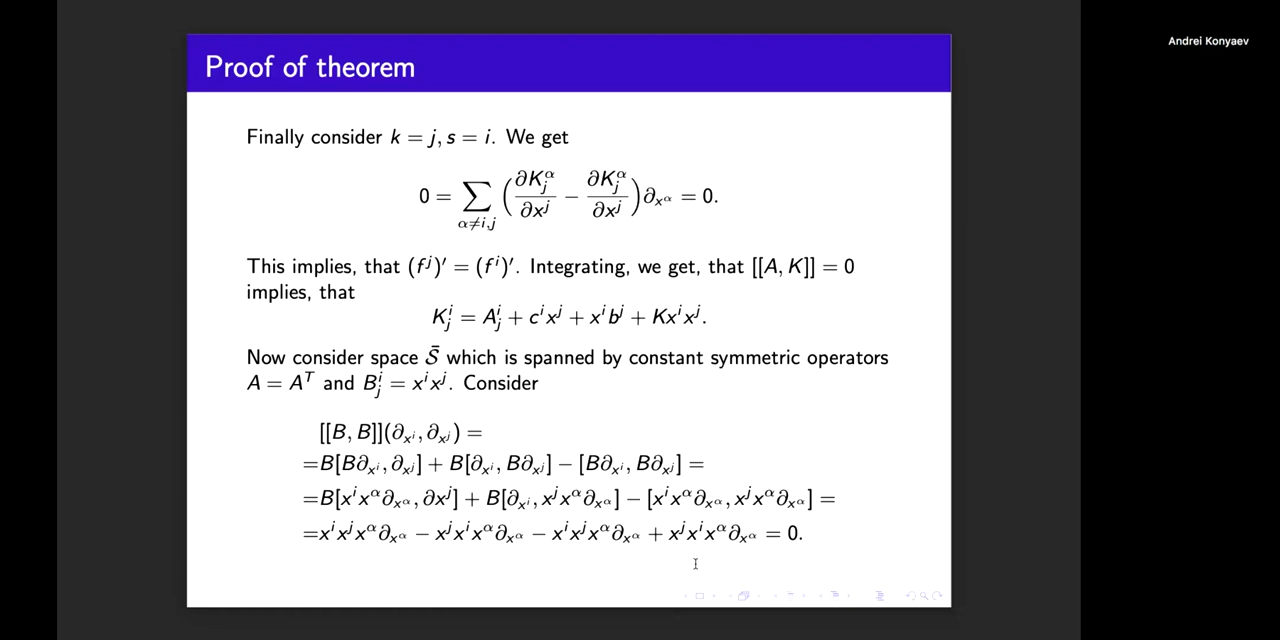 Andrei Konyaev
Proof of theorem
Finally consider k = j, s = i. We get
0 = ∑_{α≠i,j} (∂K_j^α/∂x^j − ∂K_j^α/∂x^j) ∂_{x^α} = 0.
This implies, that (f^j)′ = (f^i)′. Integrating, we get, that [[A, K]] = 0
implies, that
K_j^i = A_j^i + c^i x^j + x^i b^j + Kx^i x^j.
Now consider space S̄ which is spanned by constant symmetric operators
A = A^T and B_j^i = x^i x^j. Consider
[[B, B]](∂_{x^i}, ∂_{x^j}) =
=B[B∂_{x^i}, ∂_{x^j}] + B[∂_{x^i}, B∂_{x^j}] − [B∂_{x^i}, B∂_{x^j}] =
=B[x^i x^α ∂_{x^α}, ∂x^j] + B[∂_{x^i}, x^j x^α ∂_{x^α}] − [x^i x^α ∂_{x^α}, x^j x^α ∂_{x^α}] =
=x^i x^j x^α ∂_{x^α} − x^j x^i x^α ∂_{x^α} − x^i x^j x^α ∂_{x^α} + x^j x^i x^α ∂_{x^α} = 0.